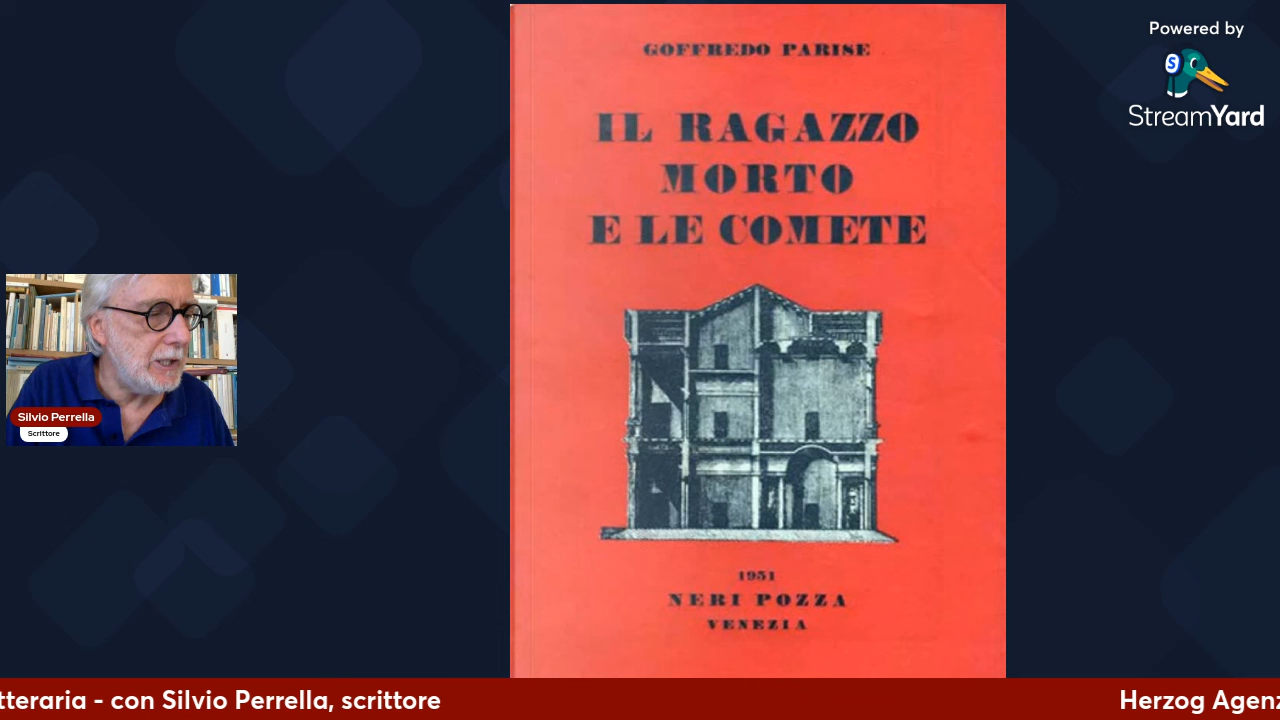 GOFFREDO PARISE
IL RAGAZZO
MORTO
E LE COMETE
1951
NERI POZZA
VENEZIA
Powered by
S
StreamYard
Silvio Perrella
Scrittore
tteraria - con Silvio Perrella, scrittore
Herzog Agenz